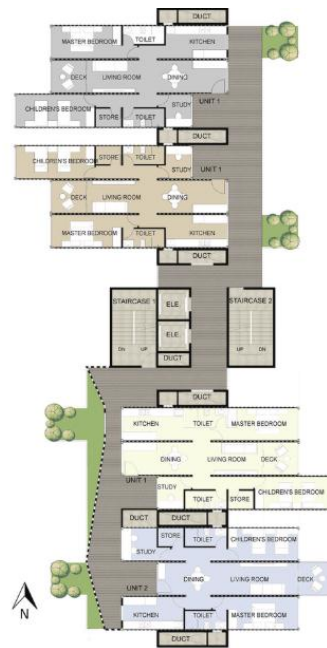 DUCT
MASTER BEDROOM TOILET KITCHEN
DECK LIVING ROOM DINING
CHILDREN'S BEDROOM STUDY UNIT 1
STORE TOILET
DUCT
CHILDREN'S BEDROOM STORE TOILET STUDY UNIT 1
DECK LIVING ROOM DINING
MASTER BEDROOM TOILET KITCHEN
DUCT
STAIRCASE 1 ELE. STAIRCASE 2
ELE.
DN UP UP DN
DUCT
DUCT
KITCHEN TOILET MASTER BEDROOM
DINING LIVING ROOM DECK
UNIT 1 STUDY CHILDREN'S BEDROOM
TOILET STORE
DUCT DUCT
STORE TOILET CHILDREN'S BEDROOM
STUDY
UNIT 2 DINING LIVING ROOM DECK
KITCHEN TOILET MASTER BEDROOM
N
DUCT